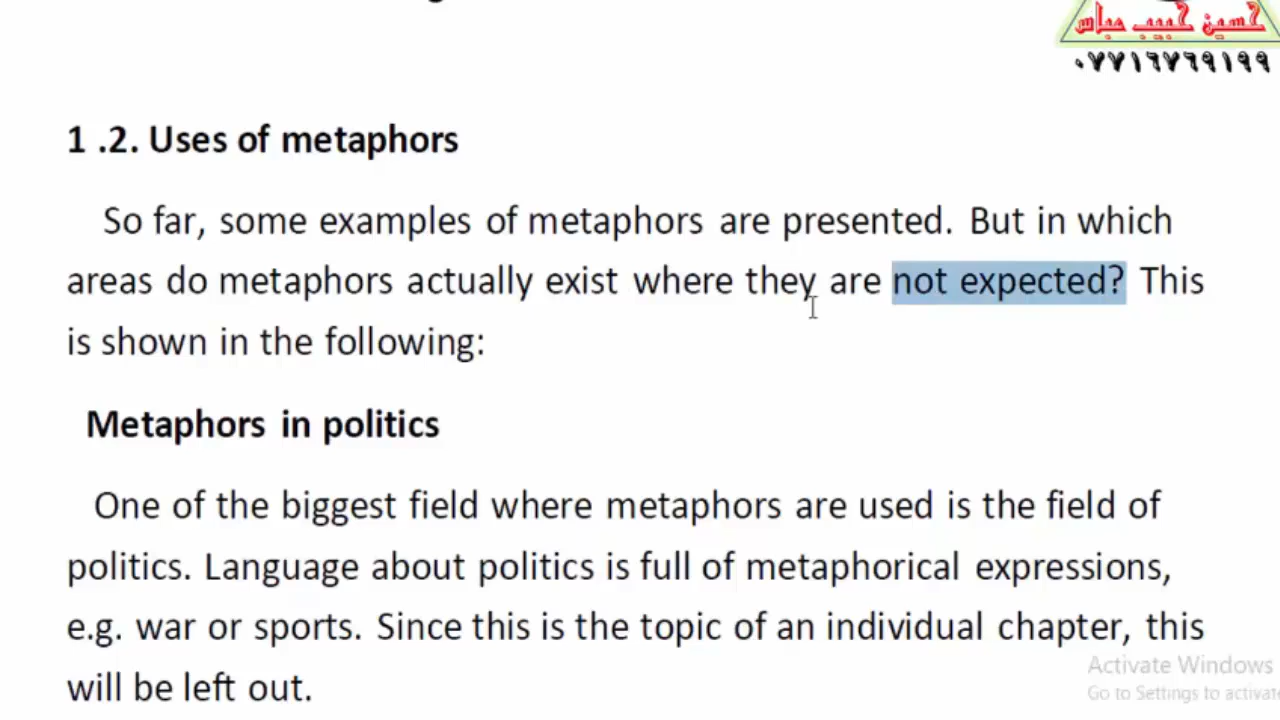 حسين حبيب عباس
٠٧٧١٦٧٦٩١٩٩
1 .2. Uses of metaphors
So far, some examples of metaphors are presented. But in which
areas do metaphors actually exist where they are not expected? This
is shown in the following:
Metaphors in politics
One of the biggest field where metaphors are used is the field of
politics. Language about politics is full of metaphorical expressions,
e.g. war or sports. Since this is the topic of an individual chapter, this
will be left out.
Activate Windows
Go to Settings to